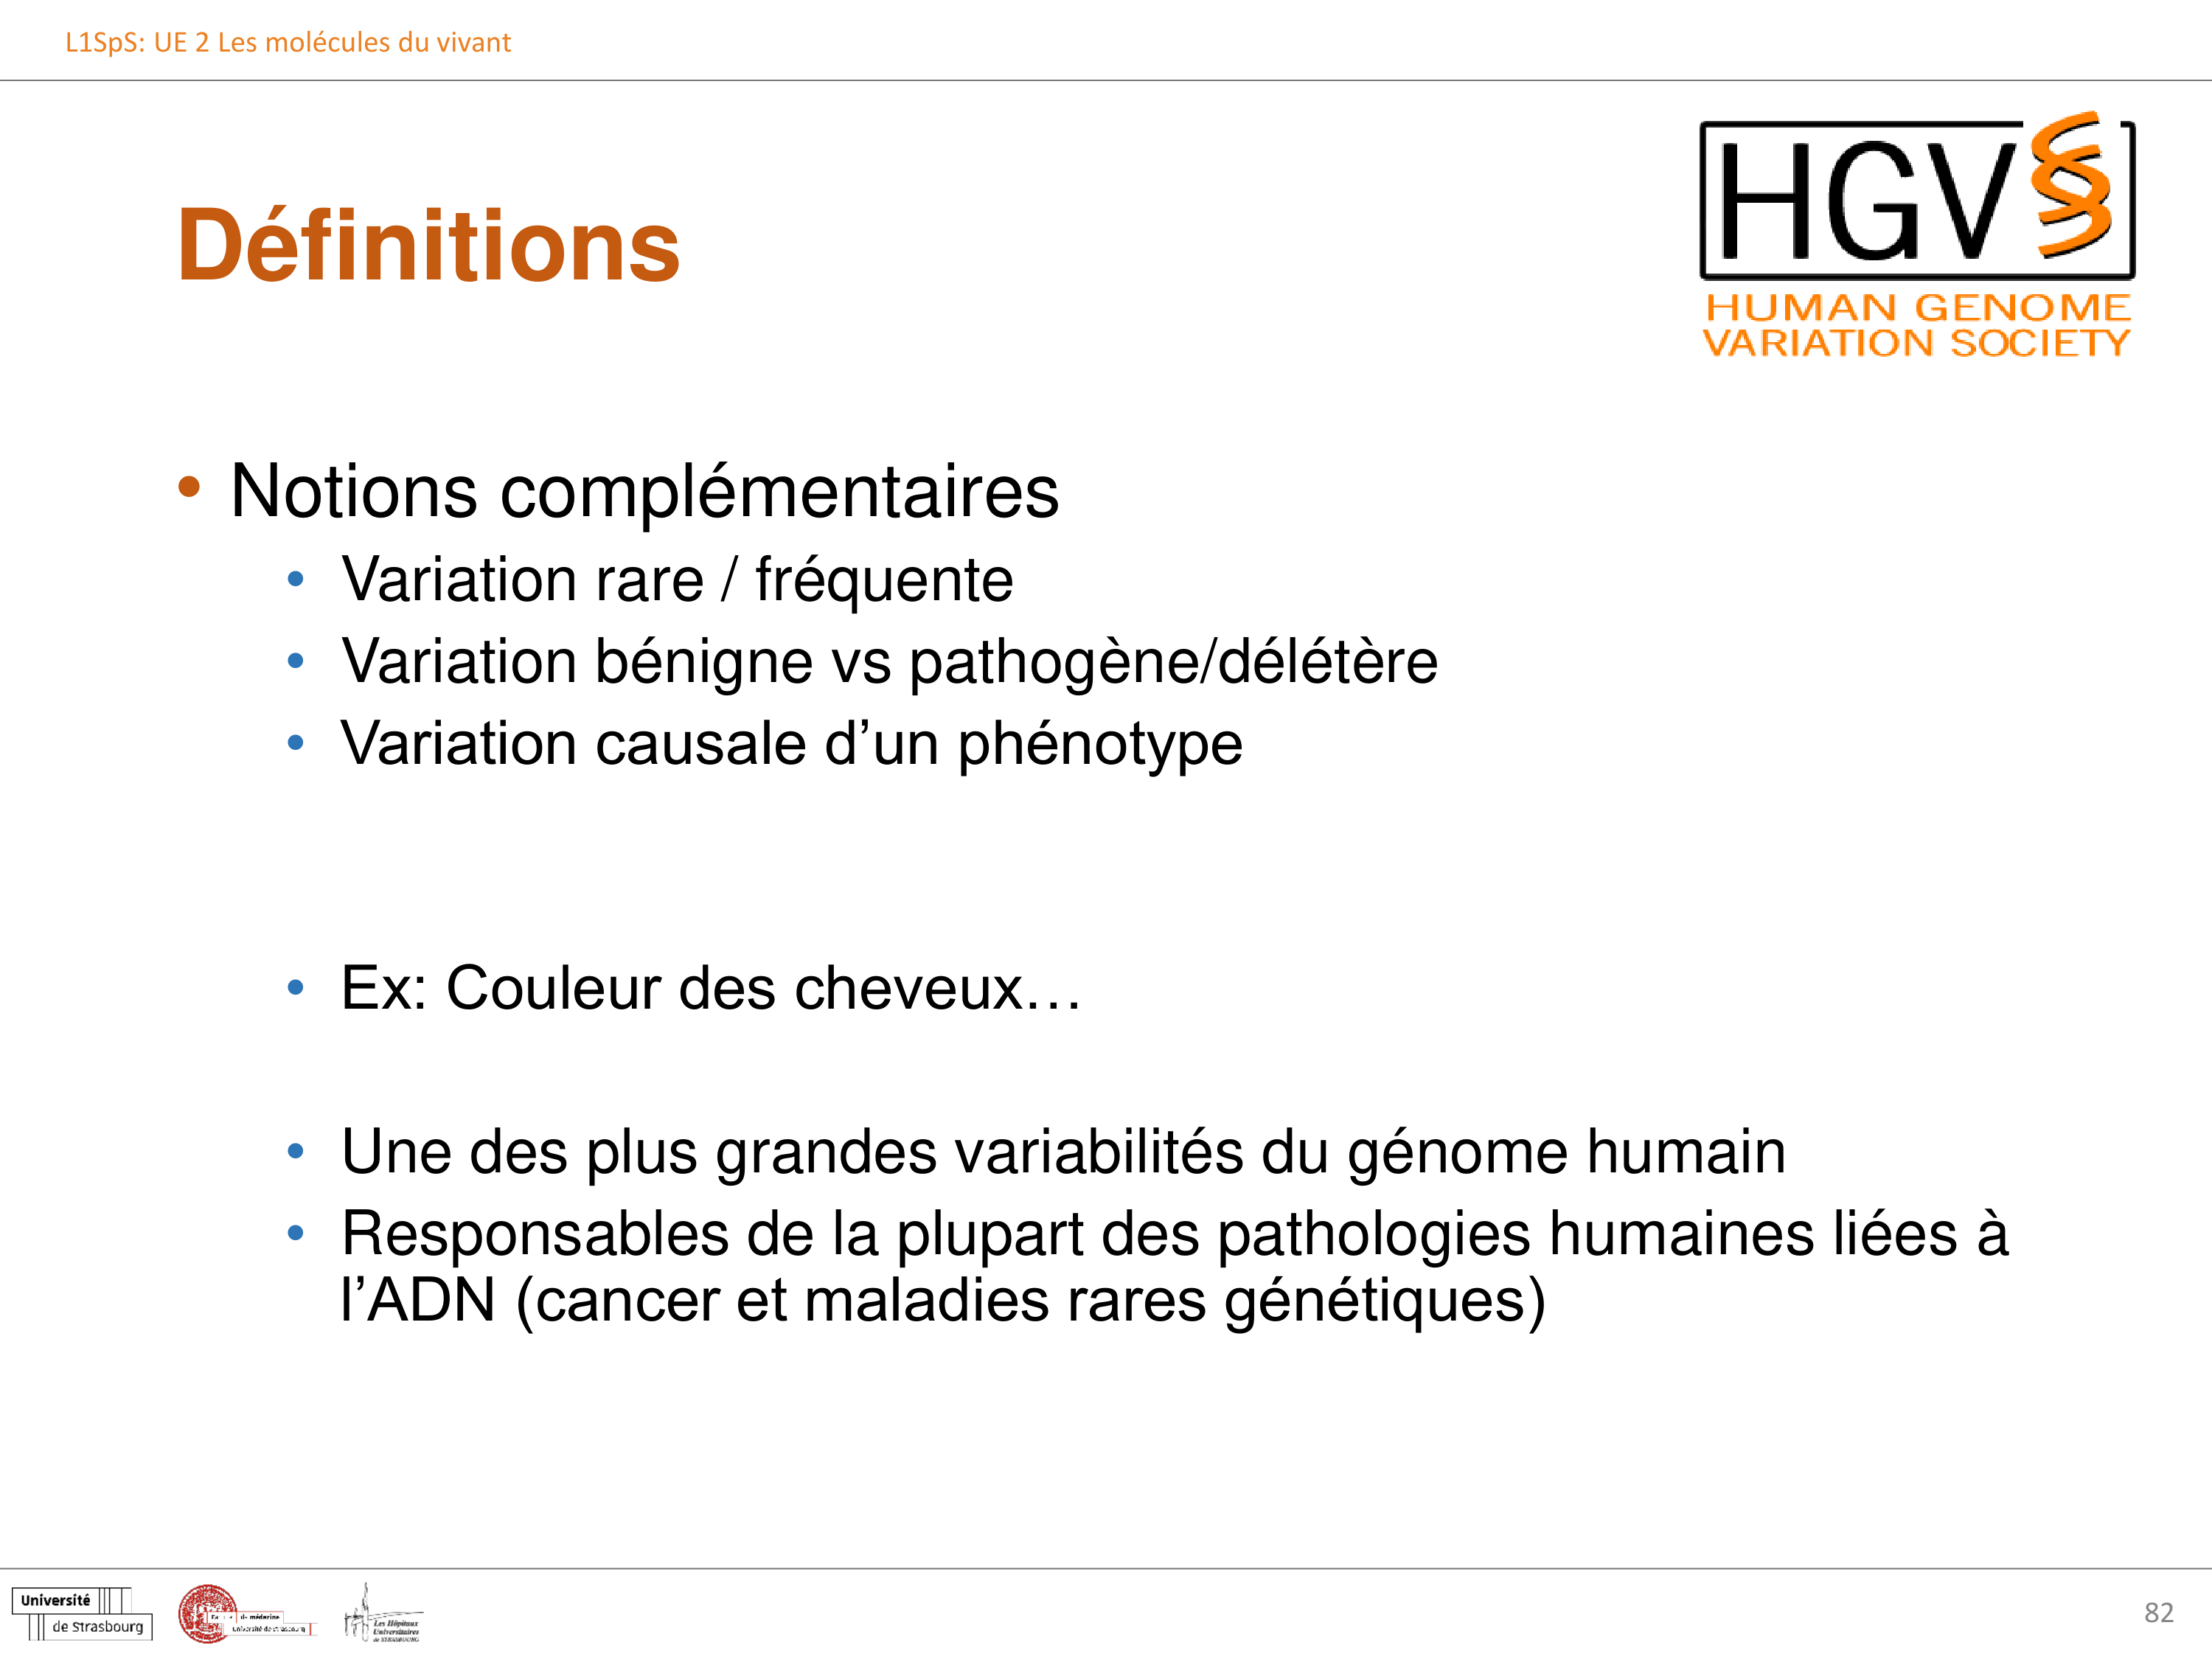 L1SpS: UE 2 Les molécules du vivant
HGVS
HUMAN GENOME
VARIATION SOCIETY
Définitions
• Notions complémentaires
• Variation rare / fréquente
• Variation bénigne vs pathogène/délétère
• Variation causale d’un phénotype
• Ex: Couleur des cheveux…
• Une des plus grandes variabilités du génome humain
• Responsables de la plupart des pathologies humaines liées à
l’ADN (cancer et maladies rares génétiques)
Université
de Strasbourg
de médecine
Université de Strasbourg
Les Hôpitaux
Universitaires
de STRASBOURG
82